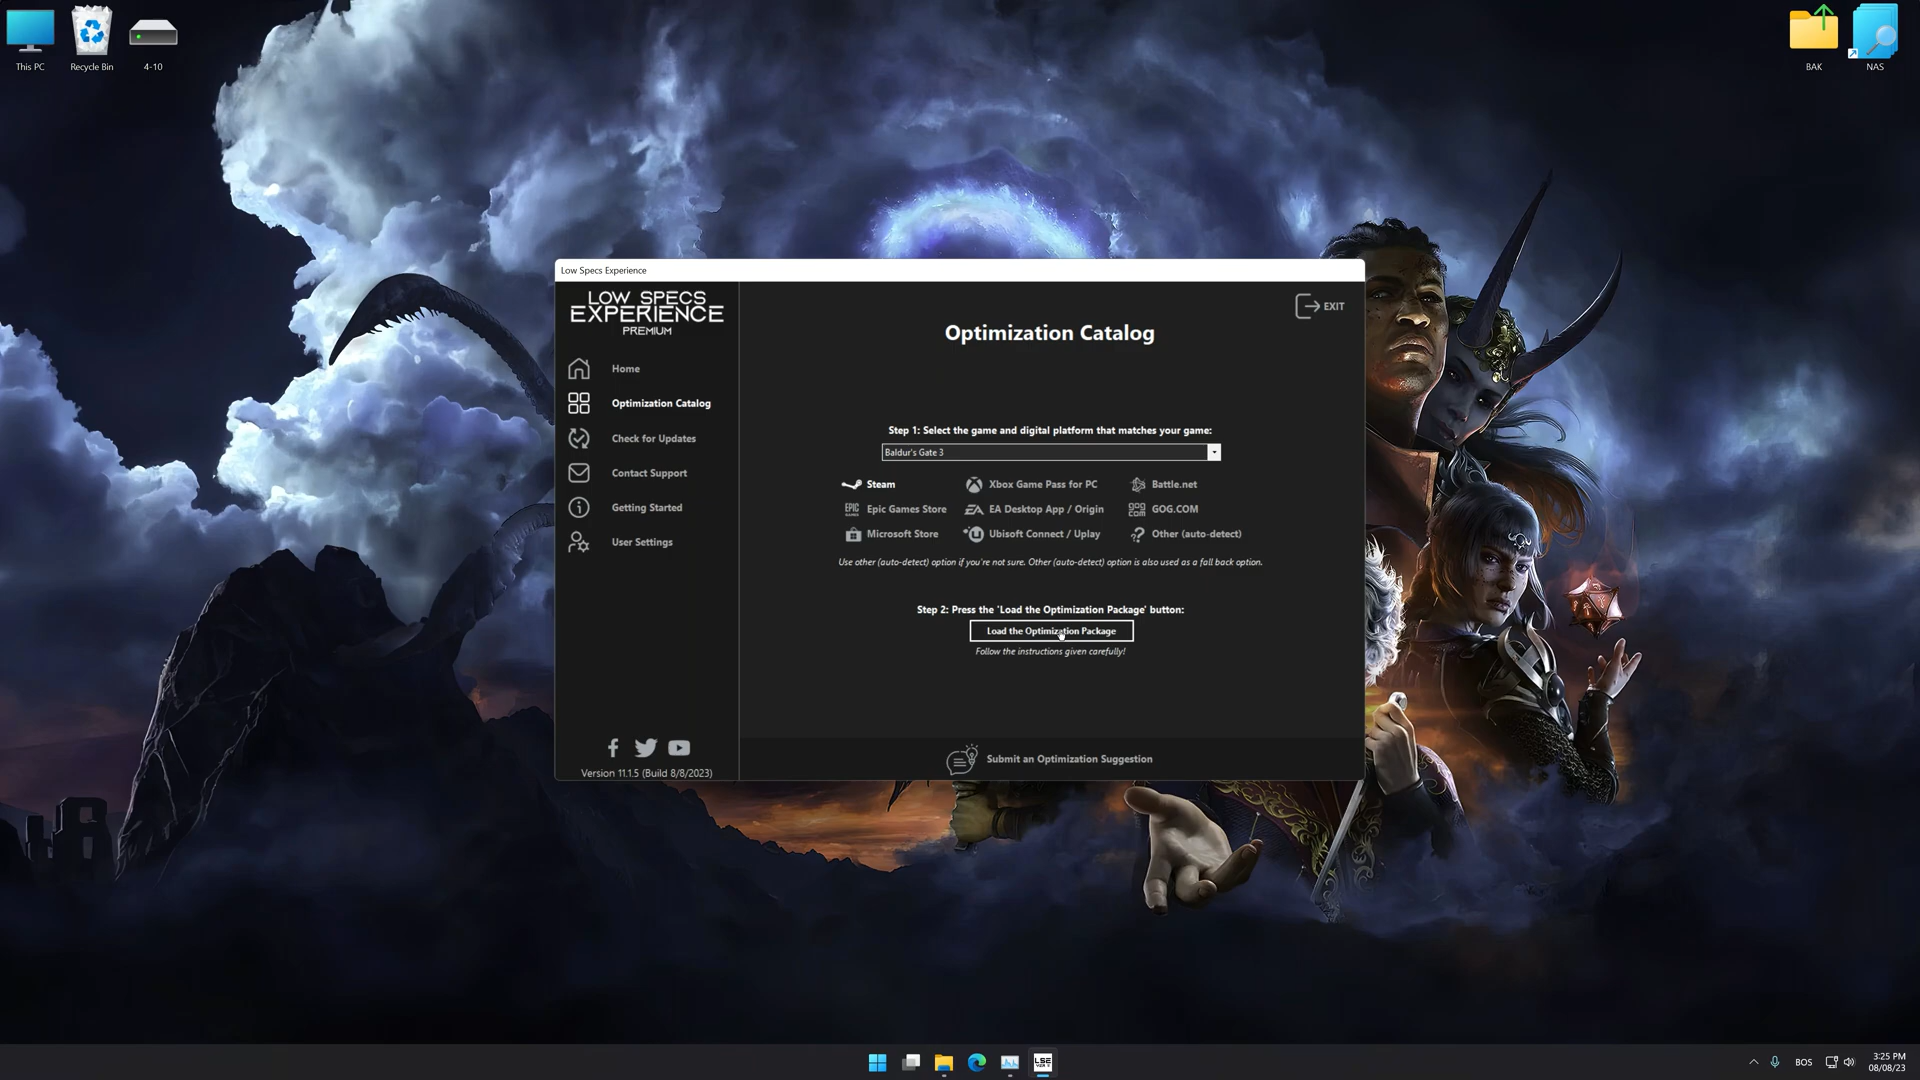 This PC
Recycle Bin
4-10
BAK
NAS
Low Specs Experience
LOW SPECS
EXPERIENCE
PREMIUM
Home
Optimization Catalog
Check for Updates
Contact Support
Getting Started
User Settings
Version 11.1.5 (Build 8/8/2023)
EXIT
Optimization Catalog
Step 1: Select the game and digital platform that matches your game:
Baldur's Gate 3
Steam
Xbox Game Pass for PC
Battle.net
EPIC GAMES
Epic Games Store
EA Desktop App / Origin
GOG COM
GOG.COM
Microsoft Store
Ubisoft Connect / Uplay
Other (auto-detect)
Use other (auto-detect) option if you're not sure. Other (auto-detect) option is also used as a fall back option.
Step 2: Press the 'Load the Optimization Package' button:
Load the Optimization Package
Follow the instructions given carefully!
Submit an Optimization Suggestion
LSE
BOS
3:25 PM
08/08/23